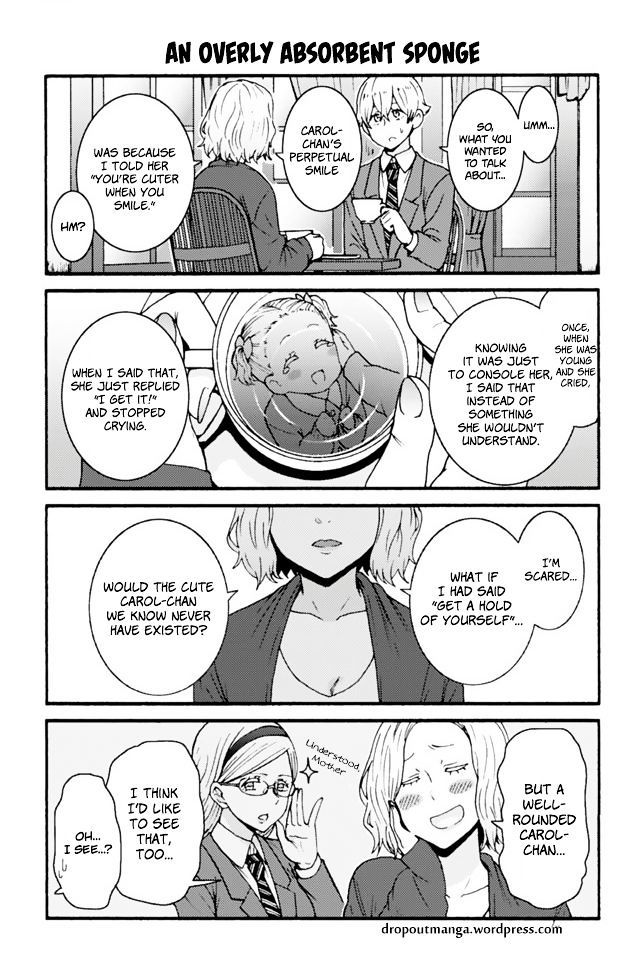 AN OVERLY ABSORBENT SPONGE
UMM...
SO,
WHAT YOU
WANTED
TO TALK
ABOUT...
CAROL-
CHAN'S
PERPETUAL
SMILE
WAS BECAUSE
I TOLD HER
"YOU'RE CUTER
WHEN YOU
SMILE."
HM?
ONCE,
WHEN
SHE WAS
YOUNG
AND SHE
CRIED,
KNOWING
IT WAS JUST
TO CONSOLE HER,
I SAID THAT
INSTEAD OF
SOMETHING
SHE WOULDN'T
UNDERSTAND.
WHEN I SAID THAT,
SHE JUST REPLIED
"I GET IT!"
AND STOPPED
CRYING.
I'M
SCARED...
WHAT IF
I HAD SAID
"GET A HOLD
OF YOURSELF"...
WOULD THE CUTE
CAROL-CHAN
WE KNOW NEVER
HAVE EXISTED?
BUT A
WELL-
ROUNDED
CAROL-
CHAN...
Understood,
Mother
I THINK
I'D LIKE
TO SEE
THAT,
TOO...
OH...
I SEE...?
dropoutmanga.wordpress.com